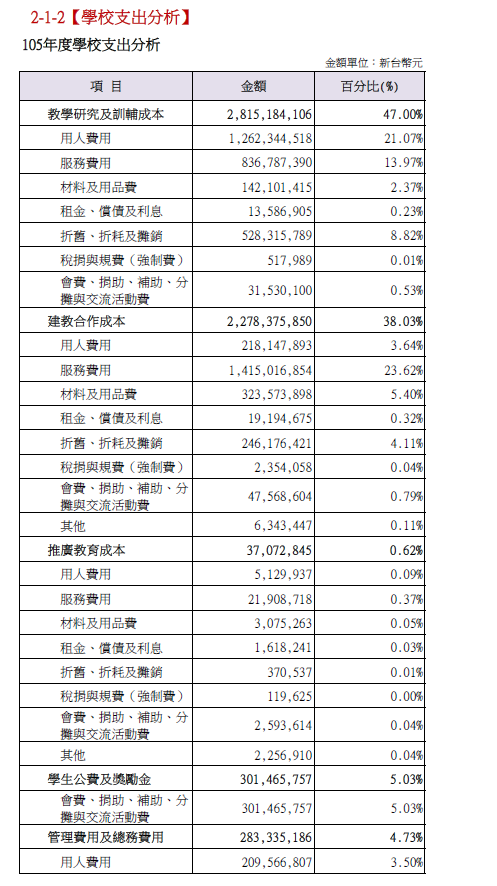 2-1-2【學校支出分析】
105年度學校支出分析
金額單位：新台幣元
項 目 金額 百分比(%)
教學研究及訓輔成本 2,815,184,106 47.00%
用人費用 1,262,344,518 21.07%
服務費用 836,787,390 13.97%
材料及用品費 142,101,415 2.37%
租金、償債及利息 13,586,905 0.23%
折舊、折耗及攤銷 528,315,789 8.82%
稅捐與規費（強制費） 517,989 0.01%
會費、捐助、補助、分
攤與交流活動費 31,530,100 0.53%
建教合作成本 2,278,375,850 38.03%
用人費用 218,147,893 3.64%
服務費用 1,415,016,854 23.62%
材料及用品費 323,573,898 5.40%
租金、償債及利息 19,194,675 0.32%
折舊、折耗及攤銷 246,176,421 4.11%
稅捐與規費（強制費） 2,354,058 0.04%
會費、捐助、補助、分
攤與交流活動費 47,568,604 0.79%
其他 6,343,447 0.11%
推廣教育成本 37,072,845 0.62%
用人費用 5,129,937 0.09%
服務費用 21,908,718 0.37%
材料及用品費 3,075,263 0.05%
租金、償債及利息 1,618,241 0.03%
折舊、折耗及攤銷 370,537 0.01%
稅捐與規費（強制費） 119,625 0.00%
會費、捐助、補助、分
攤與交流活動費 2,593,614 0.04%
其他 2,256,910 0.04%
學生公費及獎勵金 301,465,757 5.03%
會費、捐助、補助、分
攤與交流活動費 301,465,757 5.03%
管理費用及總務費用 283,335,186 4.73%
用人費用 209,566,807 3.50%